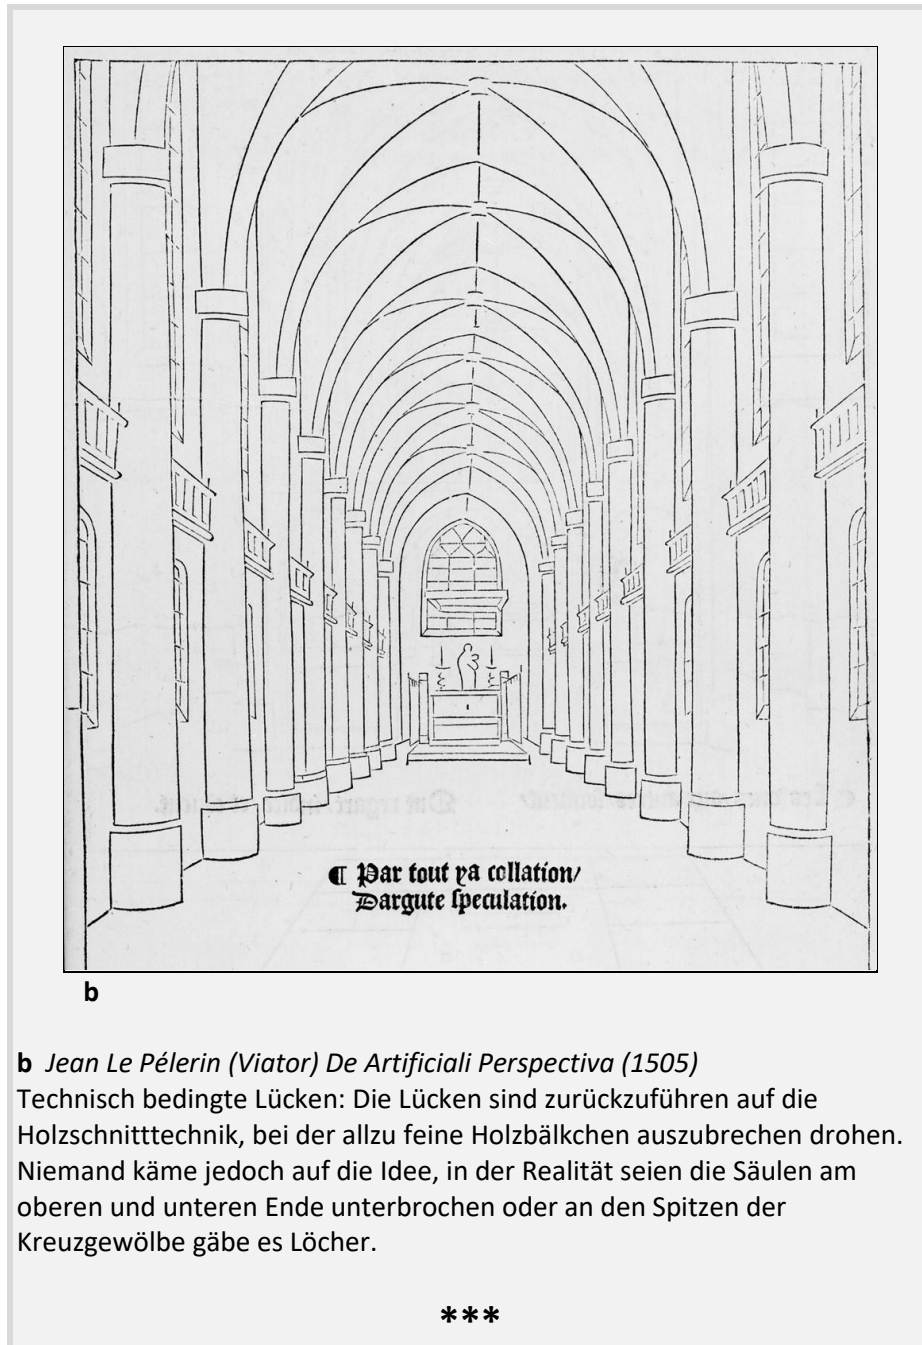 ¶ Par tout ya collation/
Dargute speculation.
b
b Jean Le Pélerin (Viator) De Artificiali Perspectiva (1505)
Technisch bedingte Lücken: Die Lücken sind zurückzuführen auf die
Holzschnitttechnik, bei der allzu feine Holzbälkchen auszubrechen drohen.
Niemand käme jedoch auf die Idee, in der Realität seien die Säulen am
oberen und unteren Ende unterbrochen oder an den Spitzen der
Kreuzgewölbe gäbe es Löcher.
***